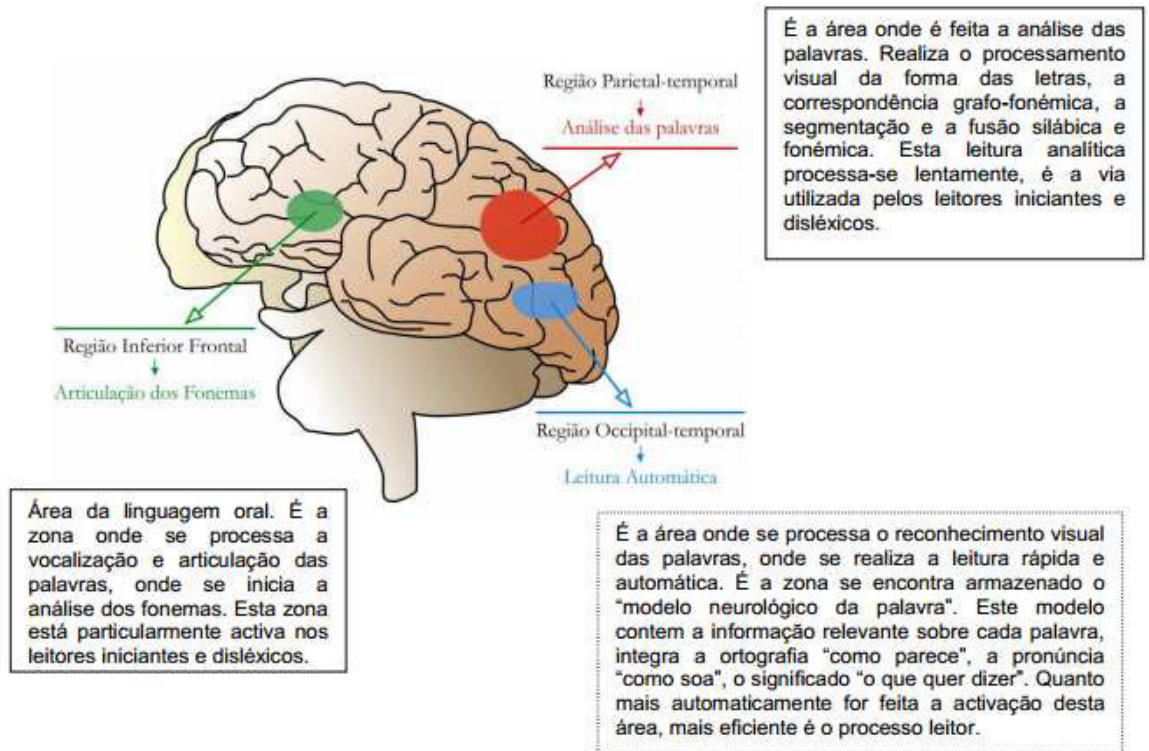 É a área onde é feita a análise das
palavras. Realiza o processamento
visual da forma das letras, a
correspondência grafo-fonémica, a
segmentação e a fusão silábica e
fonémica. Esta leitura analítica
processa-se lentamente, é a via
utilizada pelos leitores iniciantes e
disléxicos.
Região Parietal-temporal
Análise das palavras
Região Inferior Frontal
Articulação dos Fonemas
Região Occipital-temporal
Leitura Automática
Área da linguagem oral. É a
zona onde se processa a
vocalização e articulação das
palavras, onde se inicia a
análise dos fonemas. Esta zona
está particularmente activa nos
leitores iniciantes e disléxicos.
É a área onde se processa o reconhecimento visual
das palavras, onde se realiza a leitura rápida e
automática. É a zona se encontra armazenado o
“modelo neurológico da palavra”. Este modelo
contem a informação relevante sobre cada palavra,
integra a ortografia “como parece”, a pronúncia
“como soa”, o significado “o que quer dizer”. Quanto
mais automaticamente for feita a activação desta
área, mais eficiente é o processo leitor.